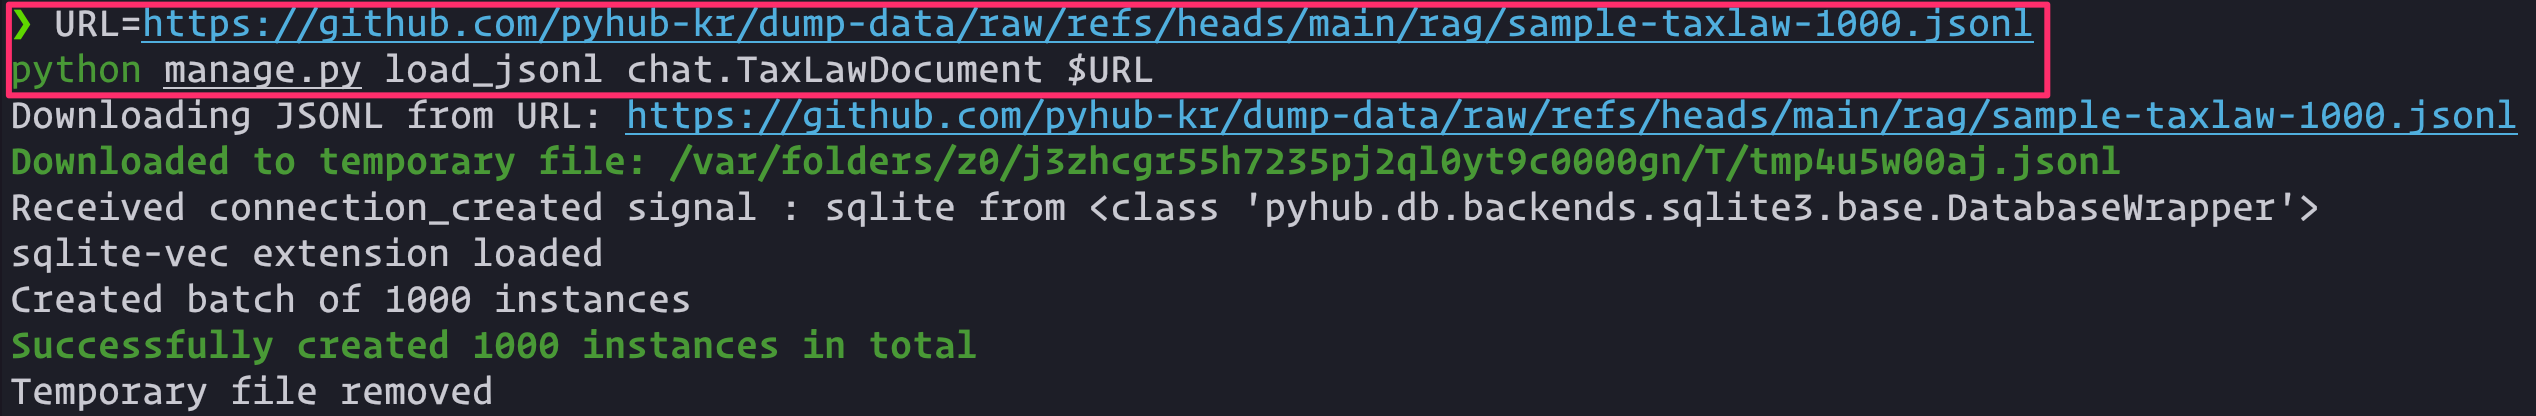 ❯ URL=https://github.com/pyhub-kr/dump-data/raw/refs/heads/main/rag/sample-taxlaw-1000.jsonl
python manage.py load_jsonl chat.TaxLawDocument $URL
Downloading JSONL from URL: https://github.com/pyhub-kr/dump-data/raw/refs/heads/main/rag/sample-taxlaw-1000.jsonl
Downloaded to temporary file: /var/folders/z0/j3zhcgr55h7235pj2ql0yt9c0000gn/T/tmp4u5w00aj.jsonl
Received connection_created signal : sqlite from <class 'pyhub.db.backends.sqlite3.base.DatabaseWrapper'>
sqlite-vec extension loaded
Created batch of 1000 instances
Successfully created 1000 instances in total
Temporary file removed